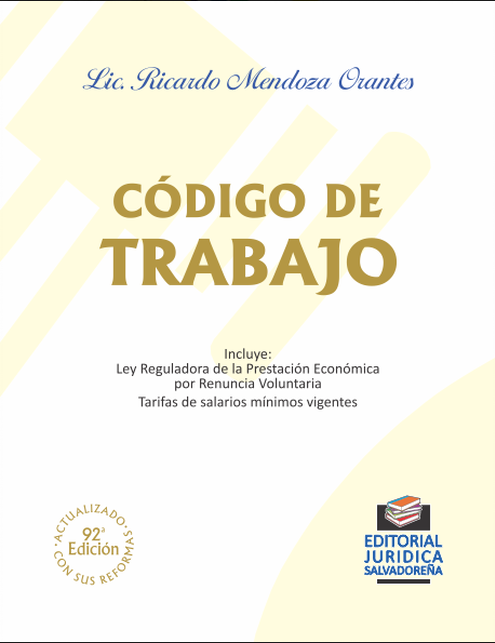 Lic. Ricardo Mendoza Orantes
CÓDIGO DE
TRABAJO
Incluye:
Ley Reguladora de la Prestación Económica
por Renuncia Voluntaria
Tarifas de salarios mínimos vigentes
·ACTUALIZADO·
92ª
Edición
CON SUS REFORMAS
EDITORIAL
JURIDICA
SALVADOREÑA